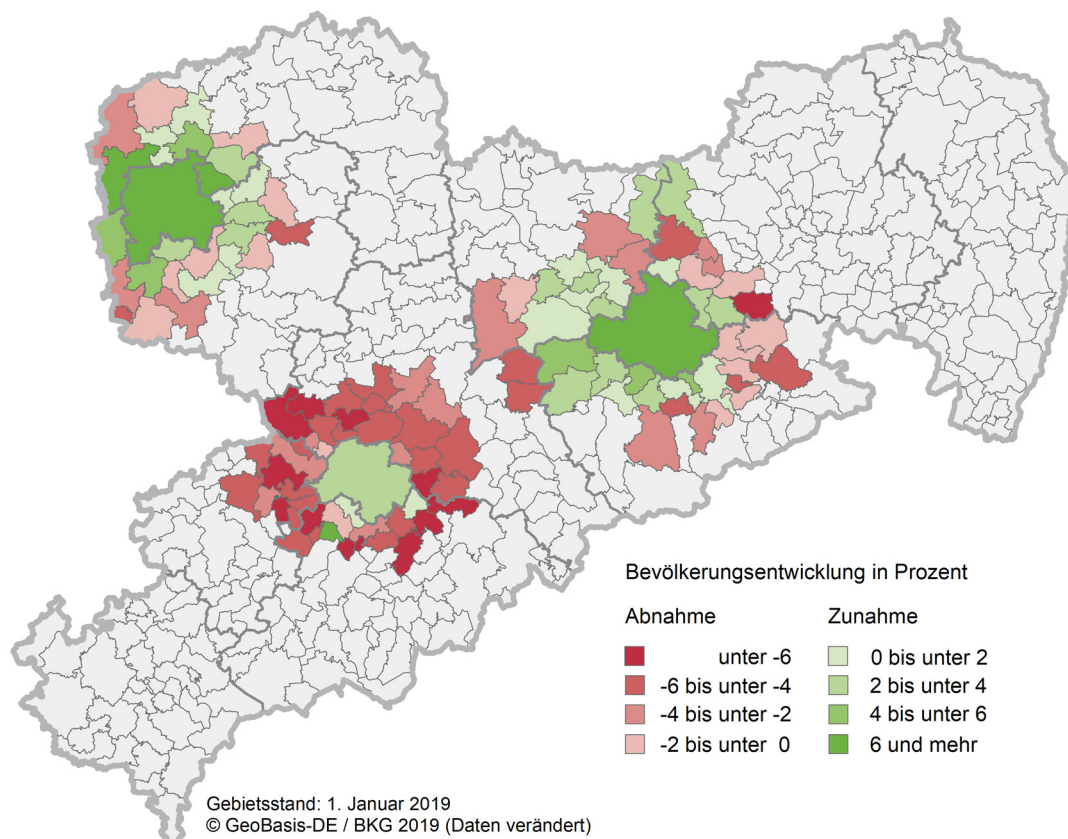 Bevölkerungsentwicklung in Prozent
Abnahme
unter -6
-6 bis unter -4
-4 bis unter -2
-2 bis unter 0
Zunahme
0 bis unter 2
2 bis unter 4
4 bis unter 6
6 und mehr
Gebietsstand: 1. Januar 2019
© GeoBasis-DE / BKG 2019 (Daten verändert)